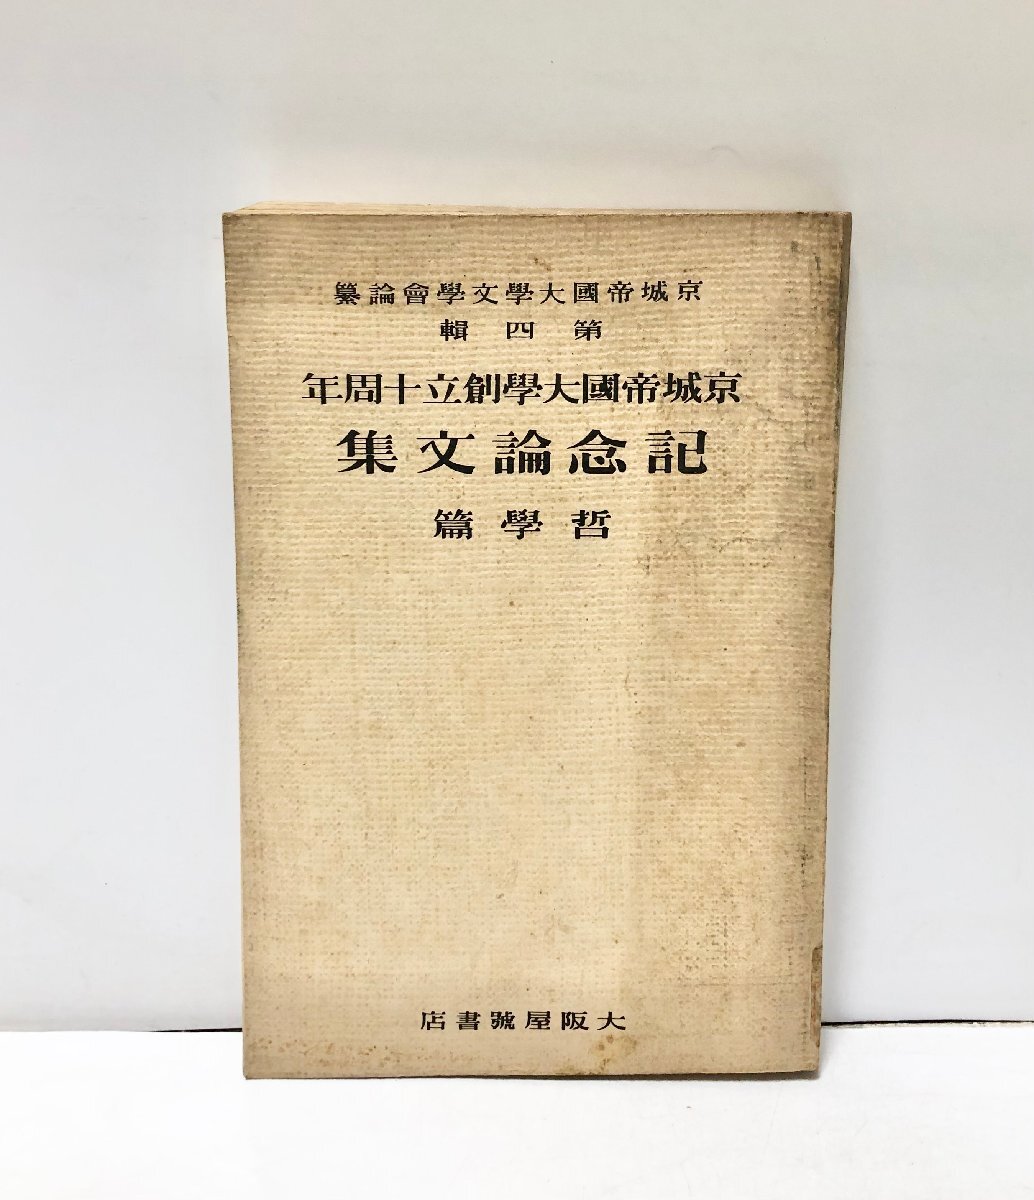 京城帝國大學文學會論纂
第四輯
京城帝國大學創立十周年
記念論文集
哲學篇
大阪屋號書店